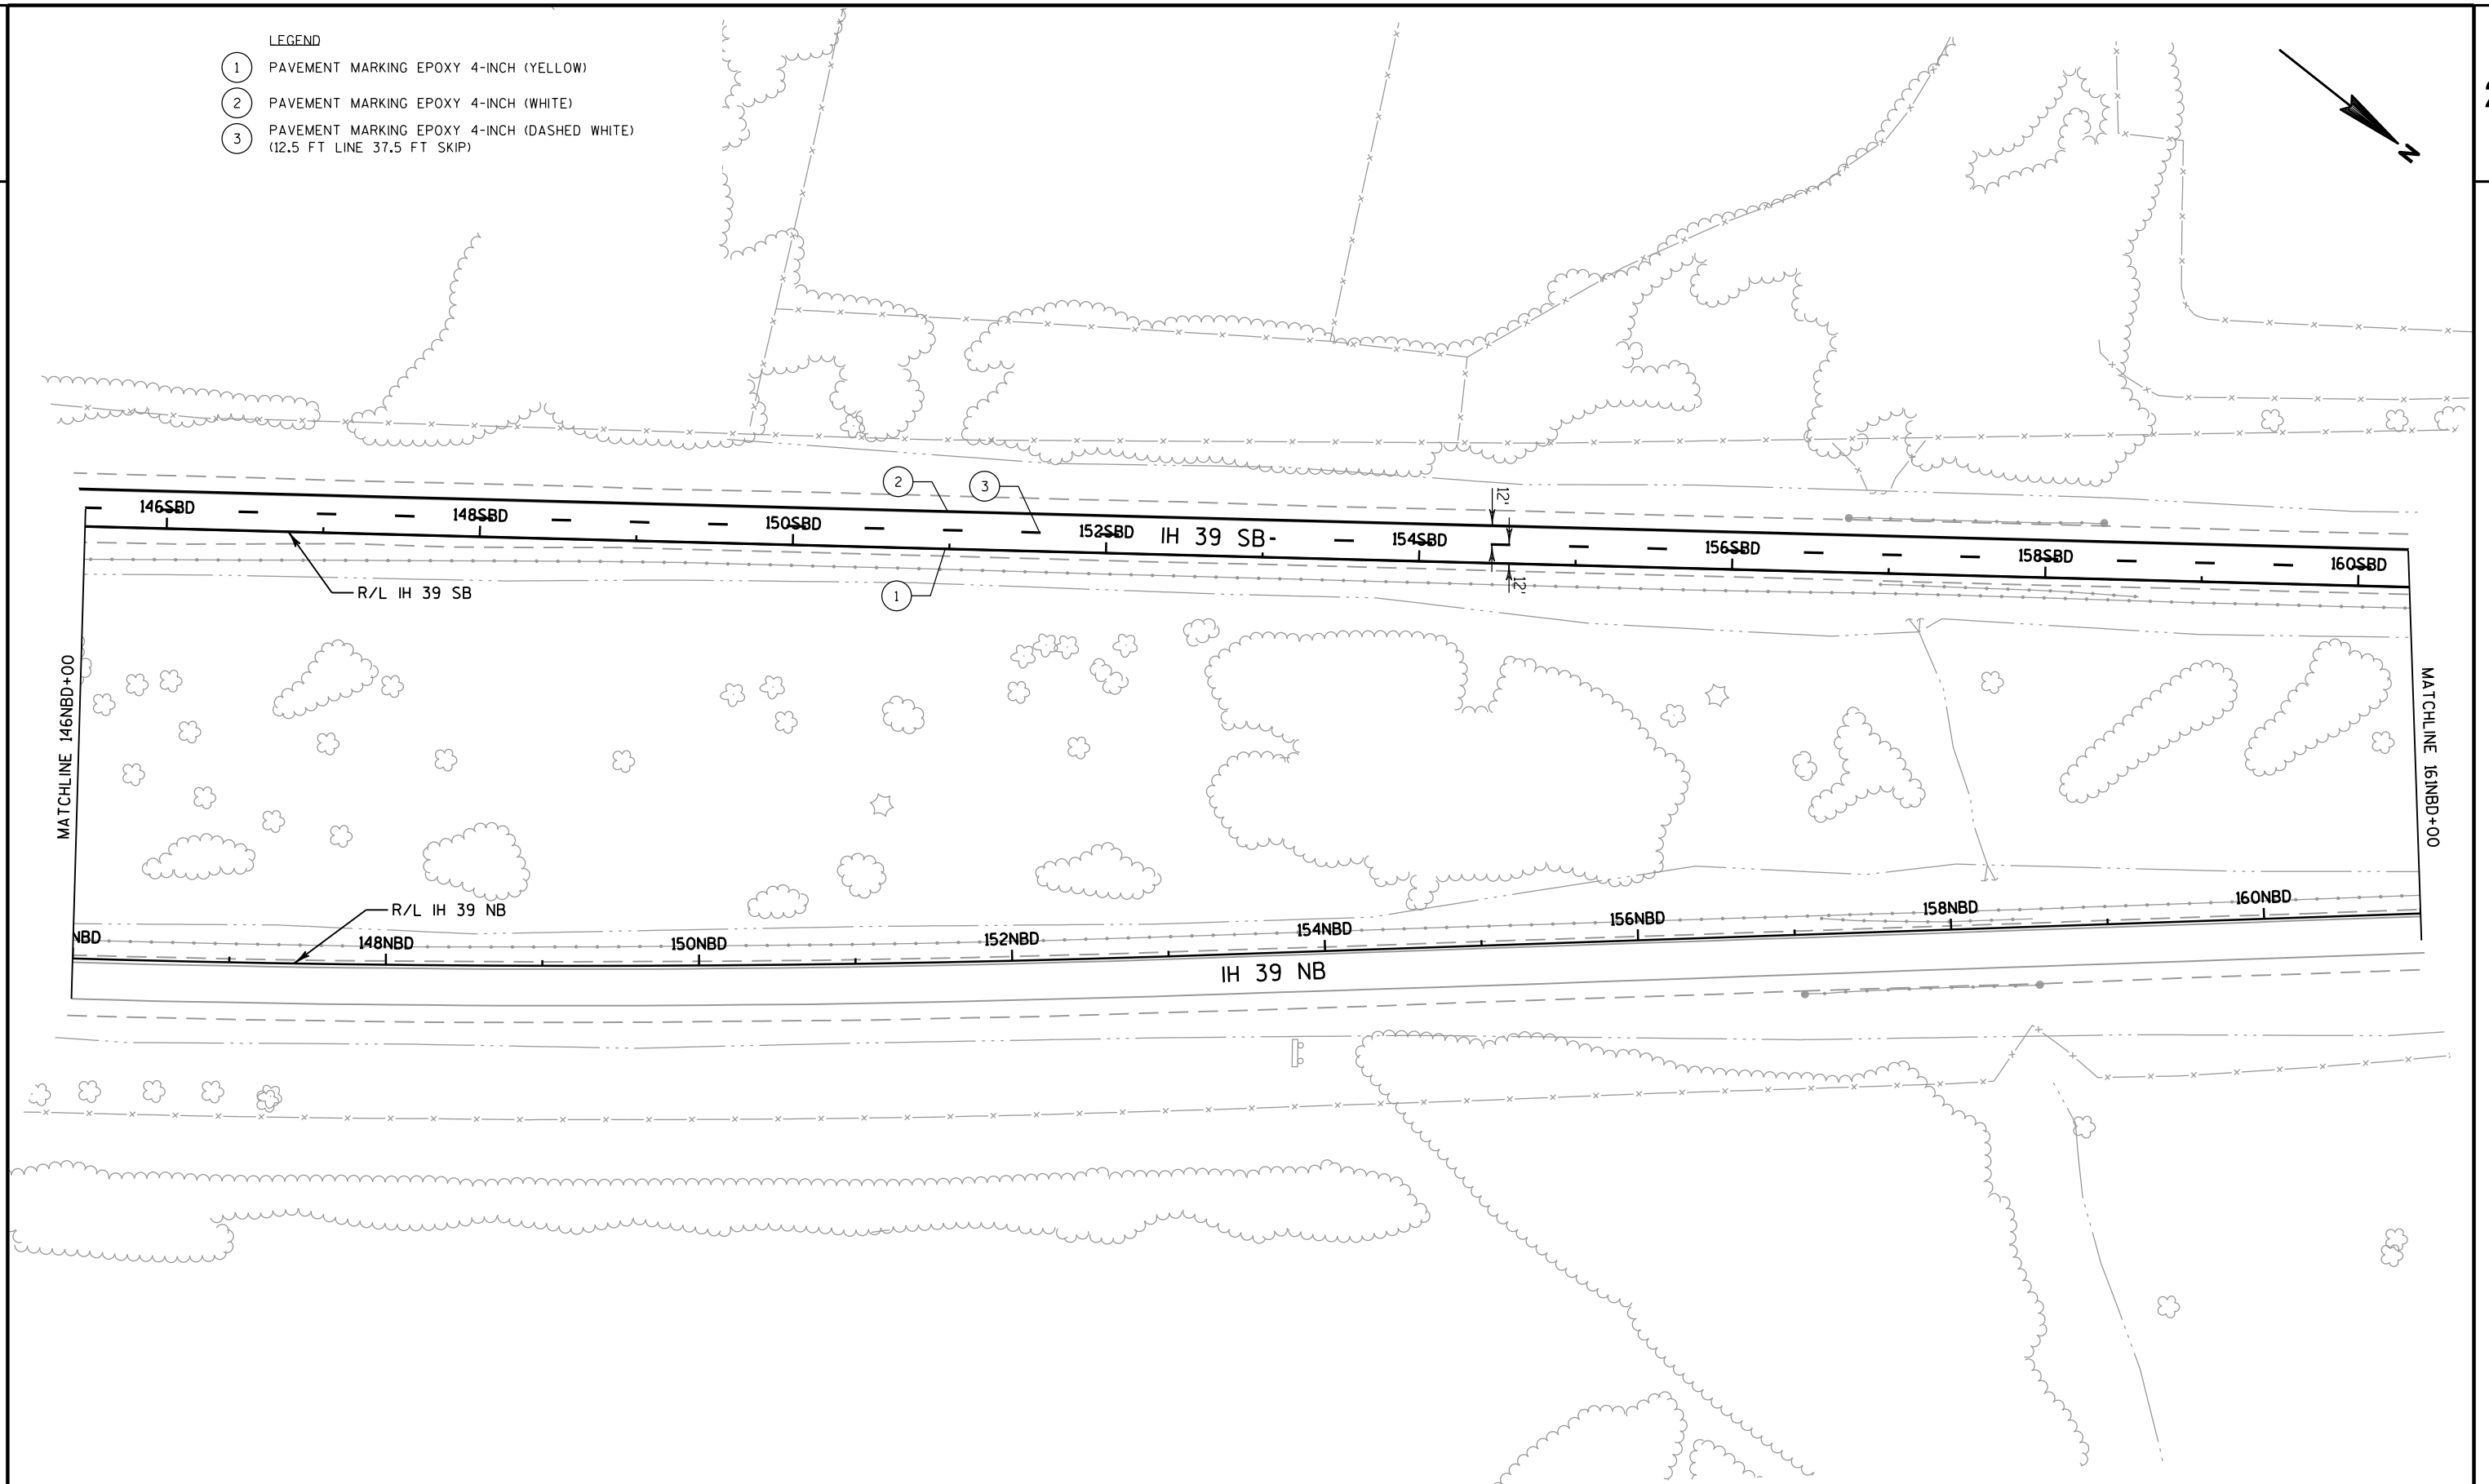 LEGEND
1 PAVEMENT MARKING EPOXY 4-INCH (YELLOW)
2 PAVEMENT MARKING EPOXY 4-INCH (WHITE)
3 PAVEMENT MARKING EPOXY 4-INCH (DASHED WHITE)
(12.5 FT LINE 37.5 FT SKIP)
N
2
3
12'
146SBD
148SBD
150SBD
152SBD
IH 39 SB
154SBD
156SBD
158SBD
160SBD
12'
1
R/L IH 39 SB
MATCHLINE 146NBD+00
MATCHLINE 161NBD+00
R/L IH 39 NB
NBD
148NBD
150NBD
152NBD
154NBD
156NBD
158NBD
160NBD
IH 39 NB